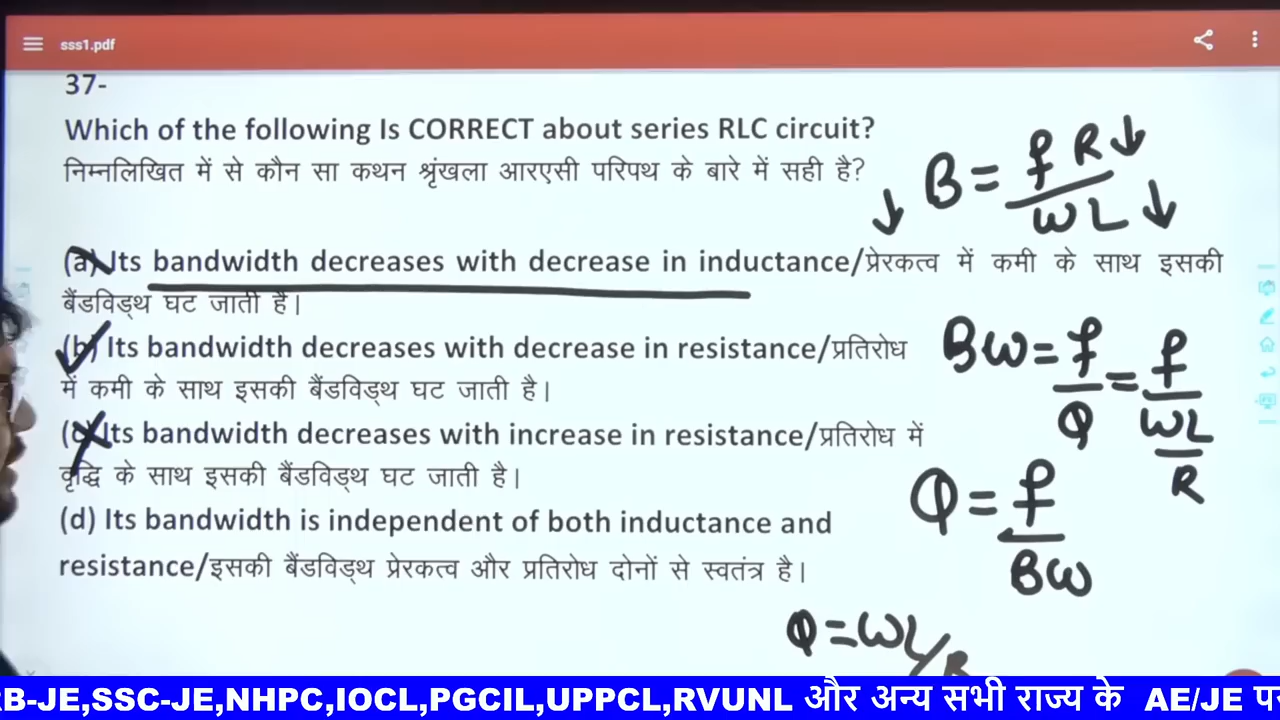 sss1.pdf
37-
Which of the following Is CORRECT about series RLC circuit?
निम्नलिखित में से कौन सा कथन श्रृंखला आरएसी परिपथ के बारे में सही है?
B = f R↓ / WL ↓
↓
(a) Its bandwidth decreases with decrease in inductance/प्रेरकत्व में कमी के साथ इसकी
बैंडविड्थ घट जाती है।
(b) Its bandwidth decreases with decrease in resistance/प्रतिरोध
में कमी के साथ इसकी बैंडविड्थ घट जाती है।
BW = f/Q = f / WL/R
(c) Its bandwidth decreases with increase in resistance/प्रतिरोध में
वृद्धि के साथ इसकी बैंडविड्थ घट जाती है।
Q = f / BW
(d) Its bandwidth is independent of both inductance and
resistance/इसकी बैंडविड्थ प्रेरकत्व और प्रतिरोध दोनों से स्वतंत्र है।
Q = WL/R
RB-JE,SSC-JE,NHPC,IOCL,PGCIL,UPPCL,RVUNL और अन्य सभी राज्य के AE/JE